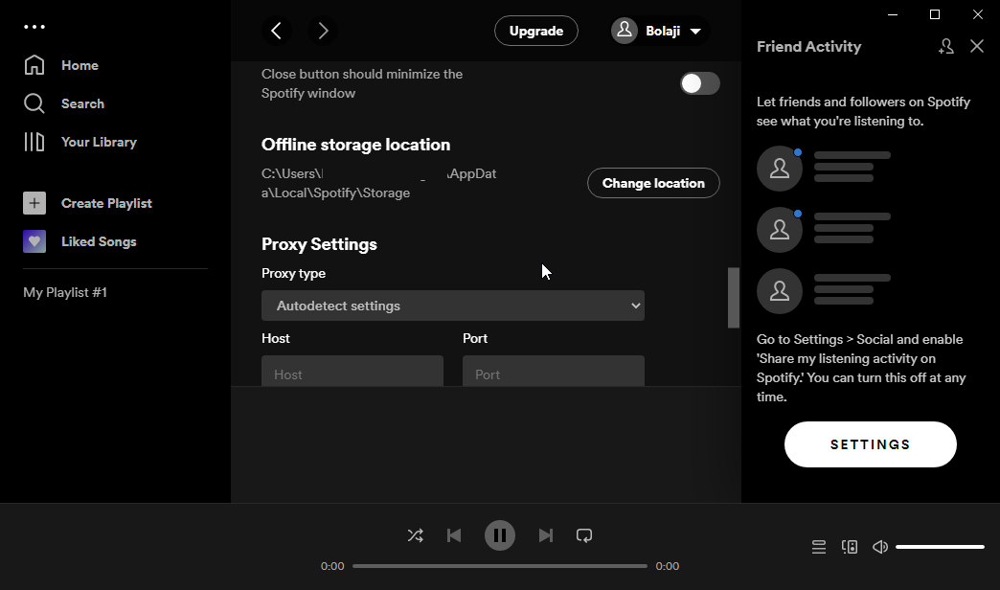 Home
Search
Your Library
Create Playlist
Liked Songs
My Playlist #1
Upgrade
Bolaji
Close button should minimize the
Spotify window
Offline storage location
C:\Users\ \AppDat
a\Local\Spotify\Storage
Change location
Proxy Settings
Proxy type
Autodetect settings
Host Port
Host Port
Friend Activity
Let friends and followers on Spotify
see what you're listening to.
Go to Settings > Social and enable
'Share my listening activity on
Spotify.' You can turn this off at any
time.
SETTINGS
0:00 0:00